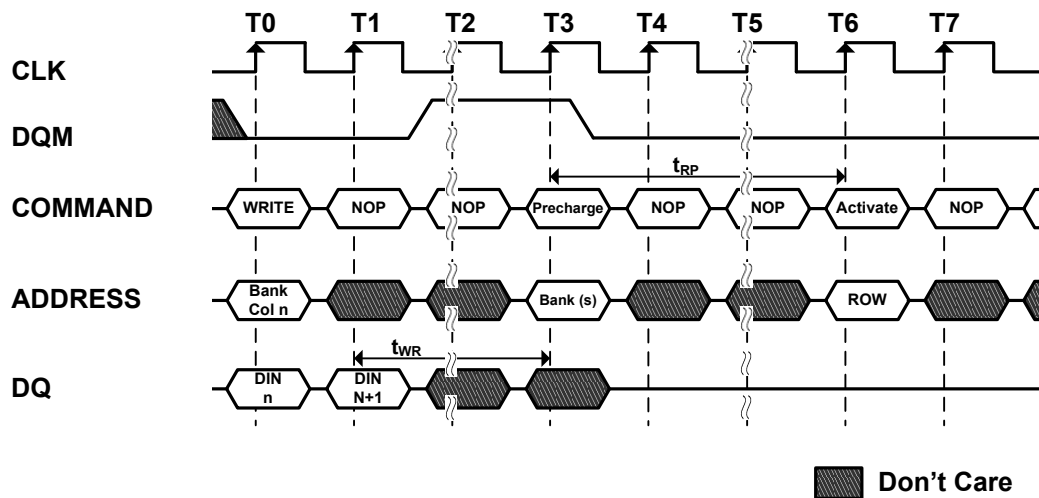 T0 T1 T2 T3 T4 T5 T6 T7
CLK
DQM
tRP
COMMAND WRITE NOP NOP Precharge NOP NOP Activate NOP
ADDRESS Bank Col n Bank (s) ROW
tWR
DQ DIN n DIN N+1
Don't Care